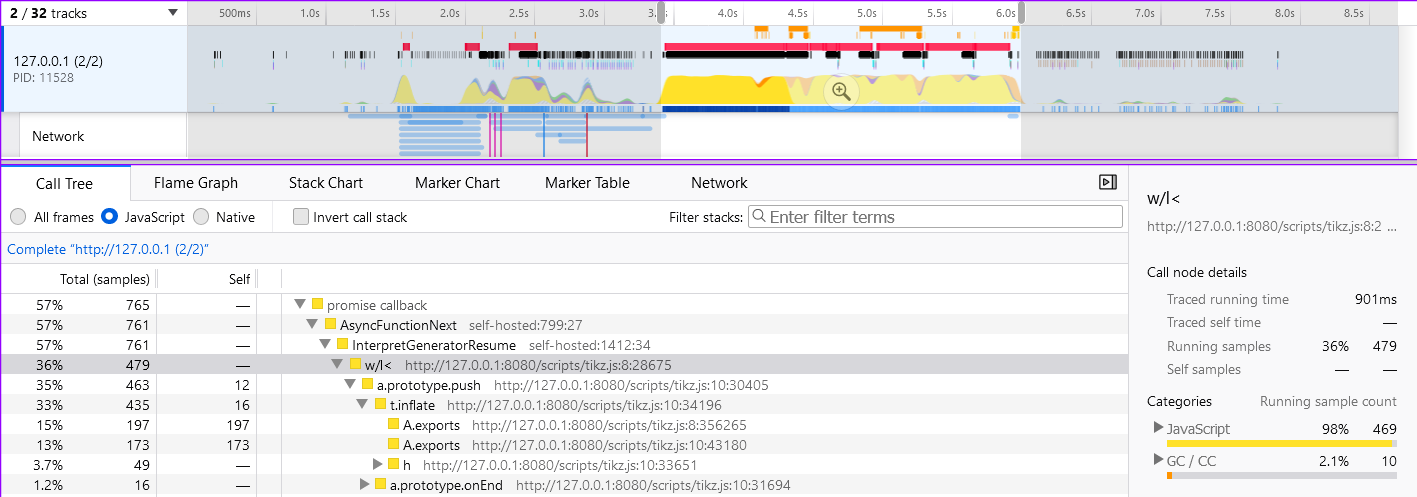 2 / 32 tracks
500ms 1.0s 1.5s 2.0s 2.5s 3.0s 4.0s 4.5s 5.0s 5.5s 6.0s 6.5s 7.0s 7.5s 8.0s 8.5s
127.0.0.1 (2/2)
PID: 11528
Network
Call Tree Flame Graph Stack Chart Marker Chart Marker Table Network
All frames JavaScript Native Invert call stack Filter stacks: Enter filter terms
Complete “http://127.0.0.1 (2/2)”
Total (samples) Self
57% 765 — promise callback
57% 761 — AsyncFunctionNext self-hosted:799:27
57% 761 — InterpretGeneratorResume self-hosted:1412:34
36% 479 — w/l< http://127.0.0.1:8080/scripts/tikz.js:8:28675
35% 463 12 a.prototype.push http://127.0.0.1:8080/scripts/tikz.js:10:30405
33% 435 16 t.inflate http://127.0.0.1:8080/scripts/tikz.js:10:34196
15% 197 197 A.exports http://127.0.0.1:8080/scripts/tikz.js:8:356265
13% 173 173 A.exports http://127.0.0.1:8080/scripts/tikz.js:10:43180
3.7% 49 — h http://127.0.0.1:8080/scripts/tikz.js:10:33651
1.2% 16 — a.prototype.onEnd http://127.0.0.1:8080/scripts/tikz.js:10:31694
w/l<
http://127.0.0.1:8080/scripts/tikz.js:8:2 ...
Call node details
Traced running time 901ms
Traced self time —
Running samples 36% 479
Self samples — —
Categories Running sample count
JavaScript 98% 469
GC / CC 2.1% 10